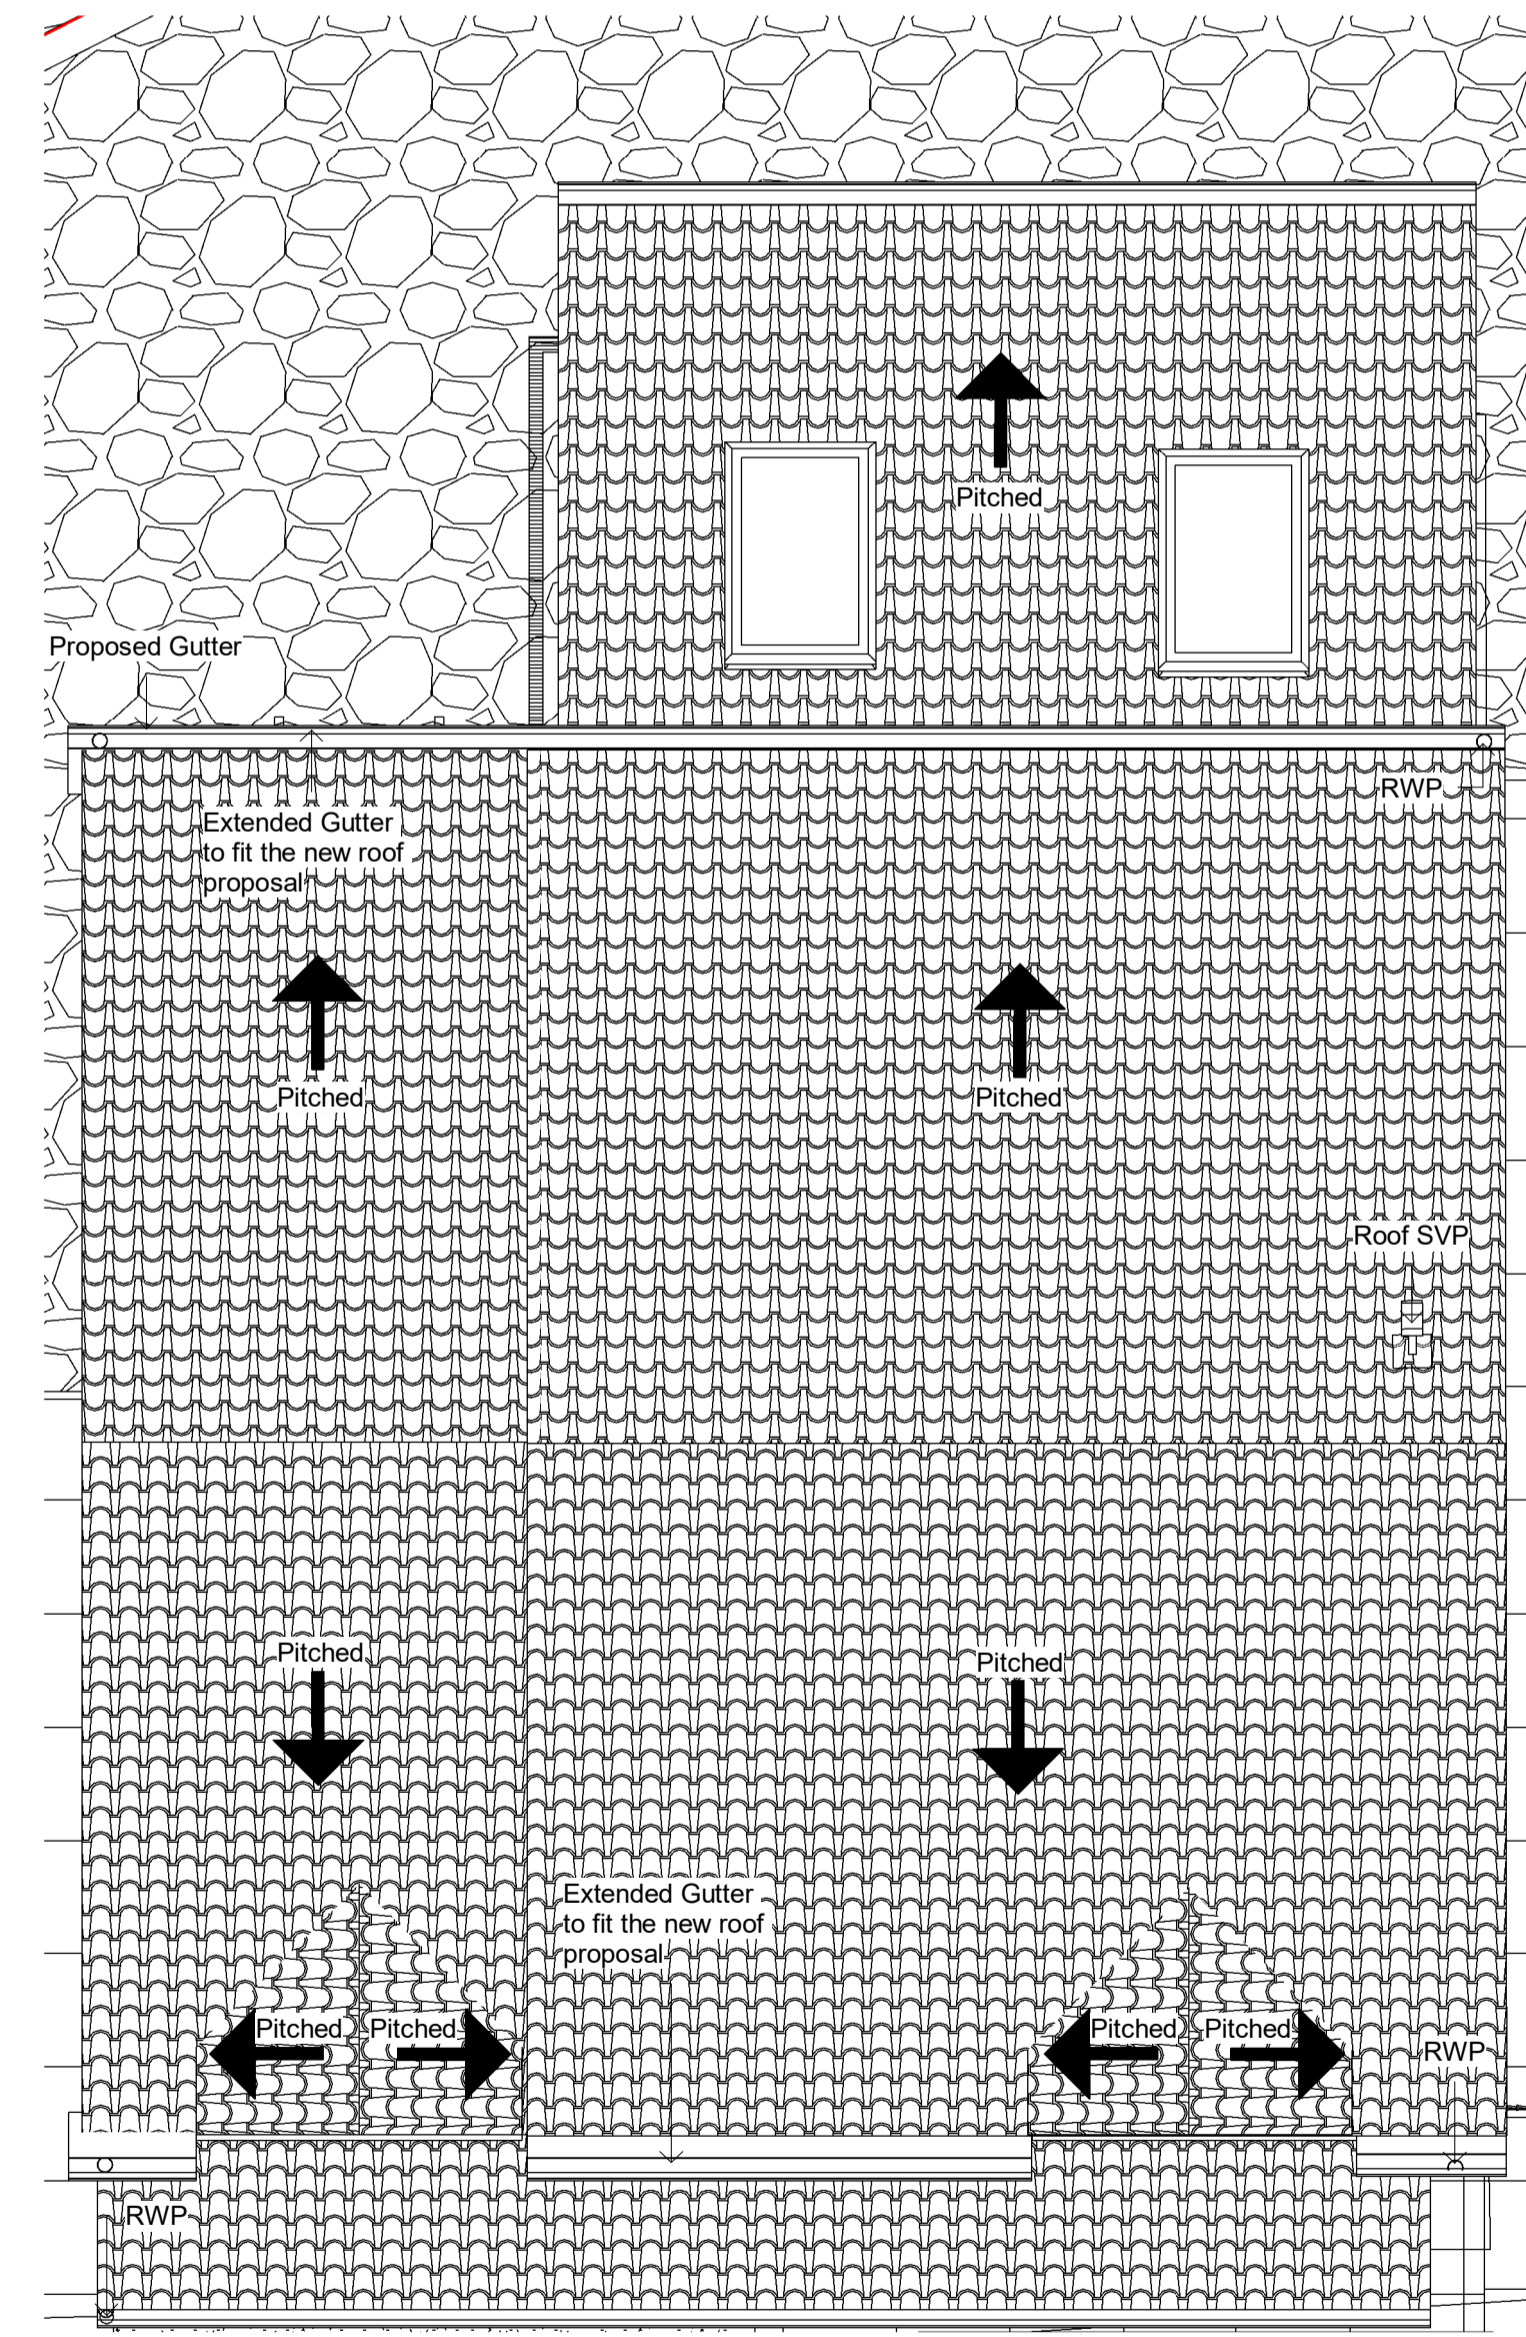 Pitched
Proposed Gutter
RWP
Extended Gutter
to fit the new roof
proposal
Pitched
Pitched
Roof SVP
Pitched
Pitched
Extended Gutter
to fit the new roof
proposal
Pitched
Pitched
Pitched
Pitched
RWP
RWP